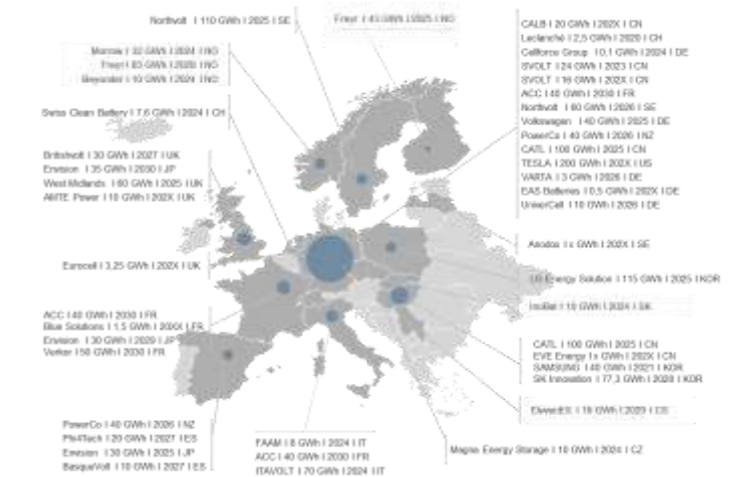 Northvolt | 110 GWh | 2025 | SE
Freyr | 43 GWh | 2025 | NO
Morrow | 32 GWh | 2024 | NO
Freyr | 83 GWh | 2028 | NO
Beyonder | 10 GWh | 2024 | NO
Swiss Clean Battery | 7,6 GWh | 2024 | CH
Britishvolt | 30 GWh | 2027 | UK
Envision | 35 GWh | 2030 | JP
West Midlands | 60 GWh | 2025 | UK
AMTE Power | 10 GWh | 202X | UK
Eurocell | 3,25 GWh | 202X | UK
ACC | 40 GWh | 2030 | FR
Blue Solutions | 1,5 GWh | 20XX | FR
Envision | 30 GWh | 2029 | JP
Verkor | 50 GWh | 2030 | FR
PowerCo | 40 GWh | 2026 | NZ
Phi4Tech | 20 GWh | 2027 | ES
Envision | 30 GWh | 2025 | JP
BasqueVolt | 10 GWh | 2027 | ES
FAAM | 8 GWh | 2024 | IT
ACC | 40 GWh | 2030 | FR
ITAVOLT | 70 GWh | 2024 | IT
CALB | 20 GWh | 202X | CN
Leclanché | 2,5 GWh | 2020 | CH
Cellforce Group | 0,1 GWh | 2024 | DE
SVOLT | 24 GWh | 2023 | CN
SVOLT | 16 GWh | 202X | CN
ACC | 40 GWh | 2030 | FR
Northvolt | 60 GWh | 2026 | SE
Volkswagen | 40 GWh | 2025 | DE
PowerCo | 40 GWh | 2026 | NZ
CATL | 100 GWh | 2025 | CN
TESLA | 200 GWh | 202X | US
VARTA | 3 GWh | 2026 | DE
EAS Batteries | 0,5 GWh | 202X | DE
UniverCell | 10 GWh | 2026 | DE
Anodox | x GWh | 202X | SE
Energy Solution | 115 GWh | 2025 | KOR
InoBat | 10 GWh | 2024 | SK
CATL | 100 GWh | 2025 | CN
EVE Energy | x GWh | 202X | CN
SAMSUNG | 40 GWh | 2021 | KOR
SK Innovation | 77,3 GWh | 2028 | KOR
ElevenES | 16 GWh | 2029
Magna Energy Storage | 10 GWh | 2024 | CZ